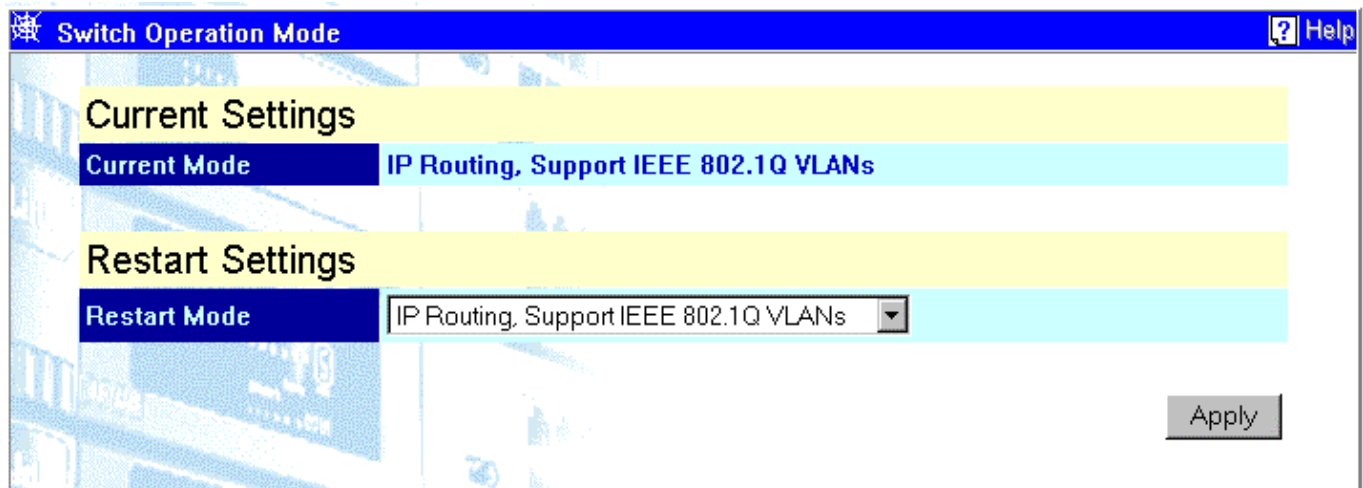 Switch Operation Mode
? Help
Current Settings
Current Mode IP Routing, Support IEEE 802.1Q VLANs
Restart Settings
Restart Mode IP Routing, Support IEEE 802.1Q VLANs
Apply